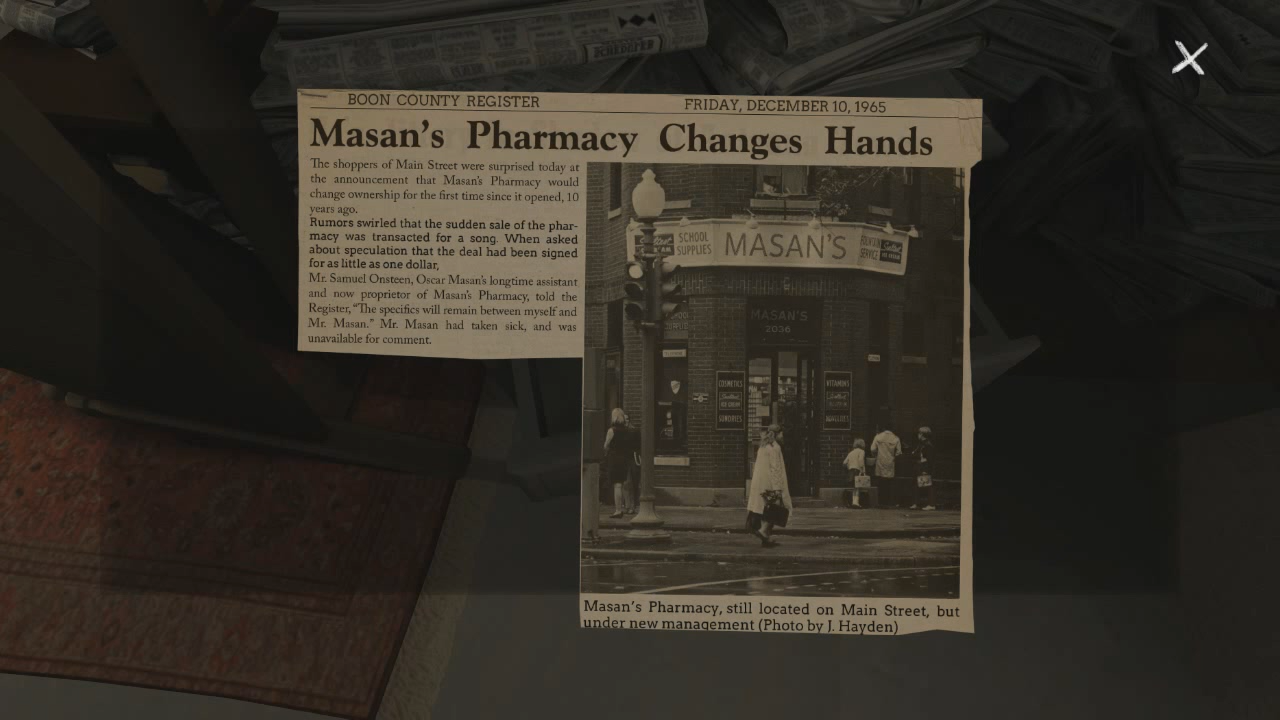 BOON COUNTY REGISTER
FRIDAY, DECEMBER 10, 1965
Masan's Pharmacy Changes Hands
The shoppers of Main Street were surprised today at
the announcement that Masan's Pharmacy would
change ownership for the first time since it opened, 10
years ago.
Rumors swirled that the sudden sale of the phar-
macy was transacted for a song. When asked
about speculation that the deal had been signed
for as little as one dollar,
Mr. Samuel Onsteen, Oscar Masan's longtime assistant
and now proprietor of Masan's Pharmacy, told the
Register, "The specifics will remain between myself and
Mr. Masan." Mr. Masan had taken sick, and was
unavailable for comment.
SCHOOL
SUPPLIES
MASAN'S
SERVICE
MASAN'S
2036
COSMETICS
ICE CREAM
SUNDRIES
VITAMINS
Masan's Pharmacy, still located on Main Street, but
under new management (Photo by J. Hayden)